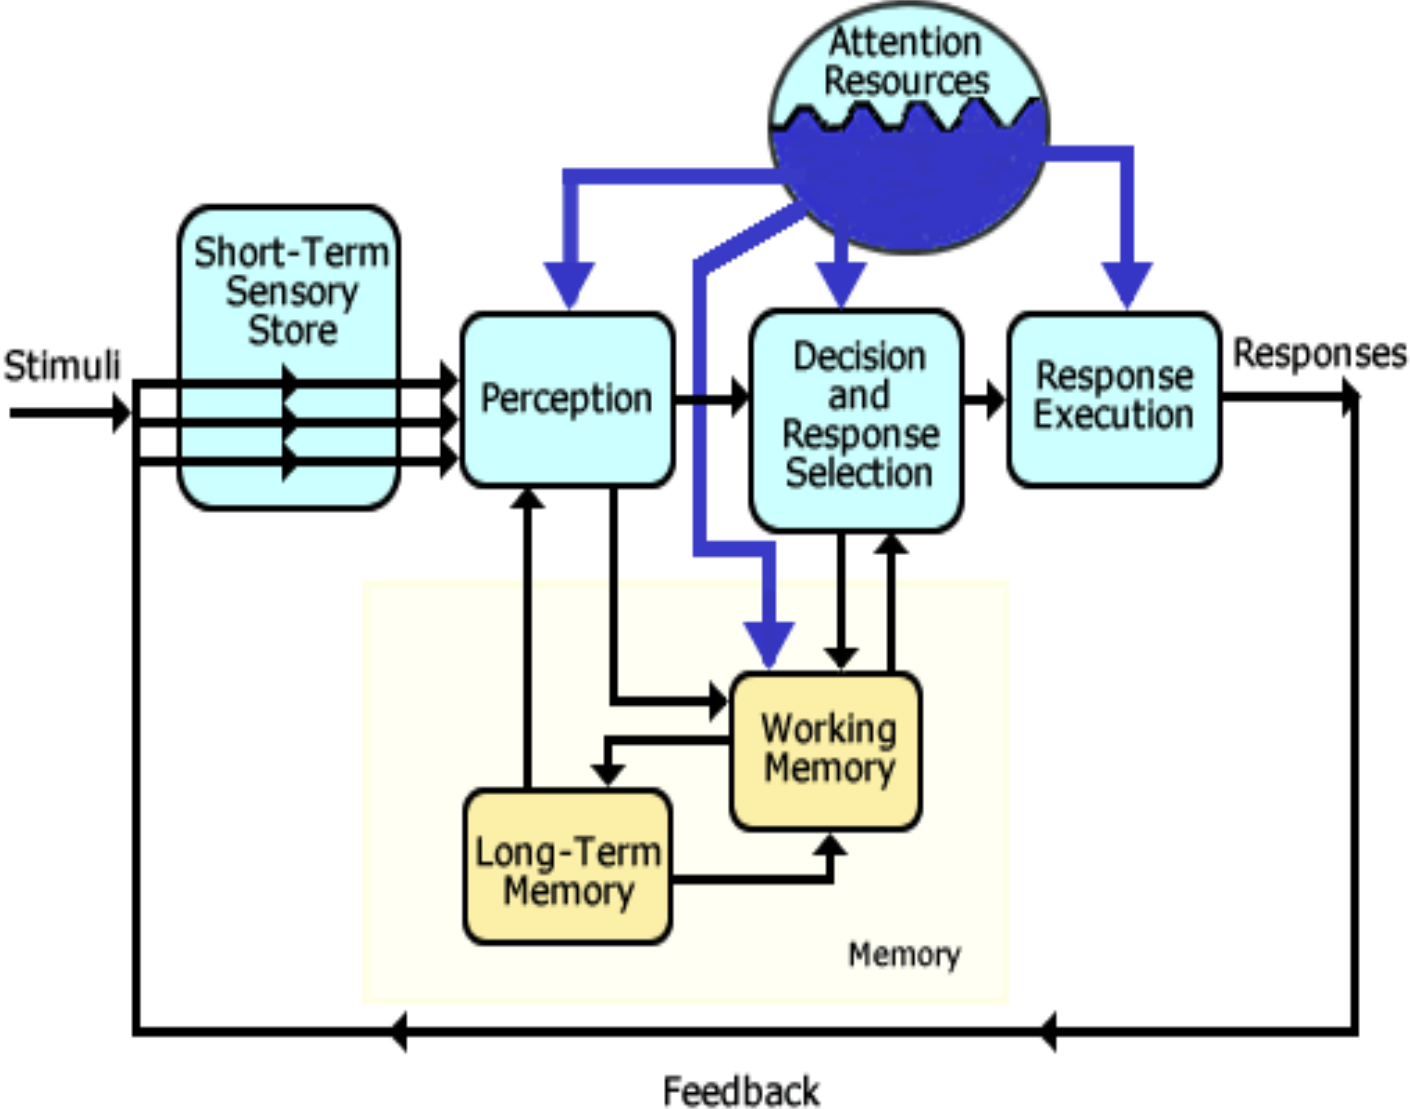 Attention
Resources
Short-Term
Sensory
Store
Stimuli
Perception
Decision
and
Response
Selection
Response
Execution
Responses
Working
Memory
Long-Term
Memory
Memory
Feedback